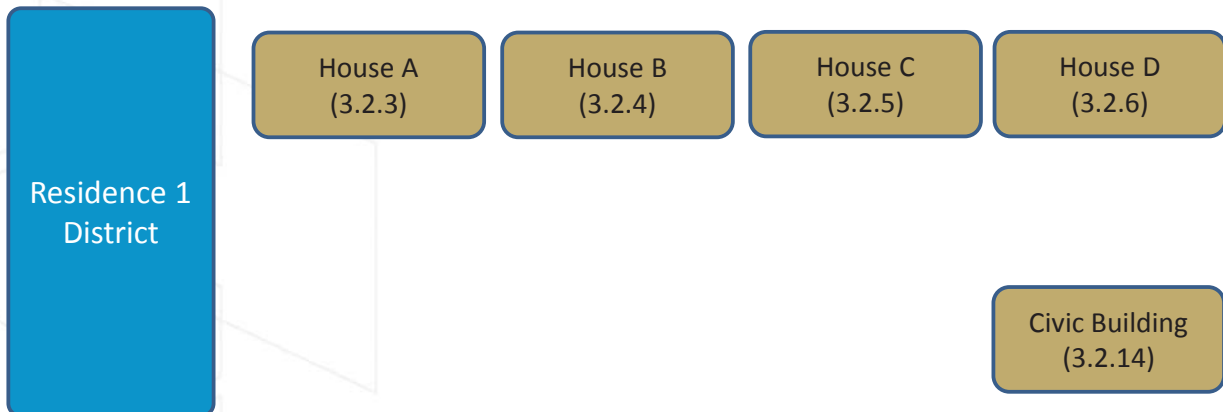 Residence 1
District
House A
(3.2.3)
House B
(3.2.4)
House C
(3.2.5)
House D
(3.2.6)
Civic Building
(3.2.14)